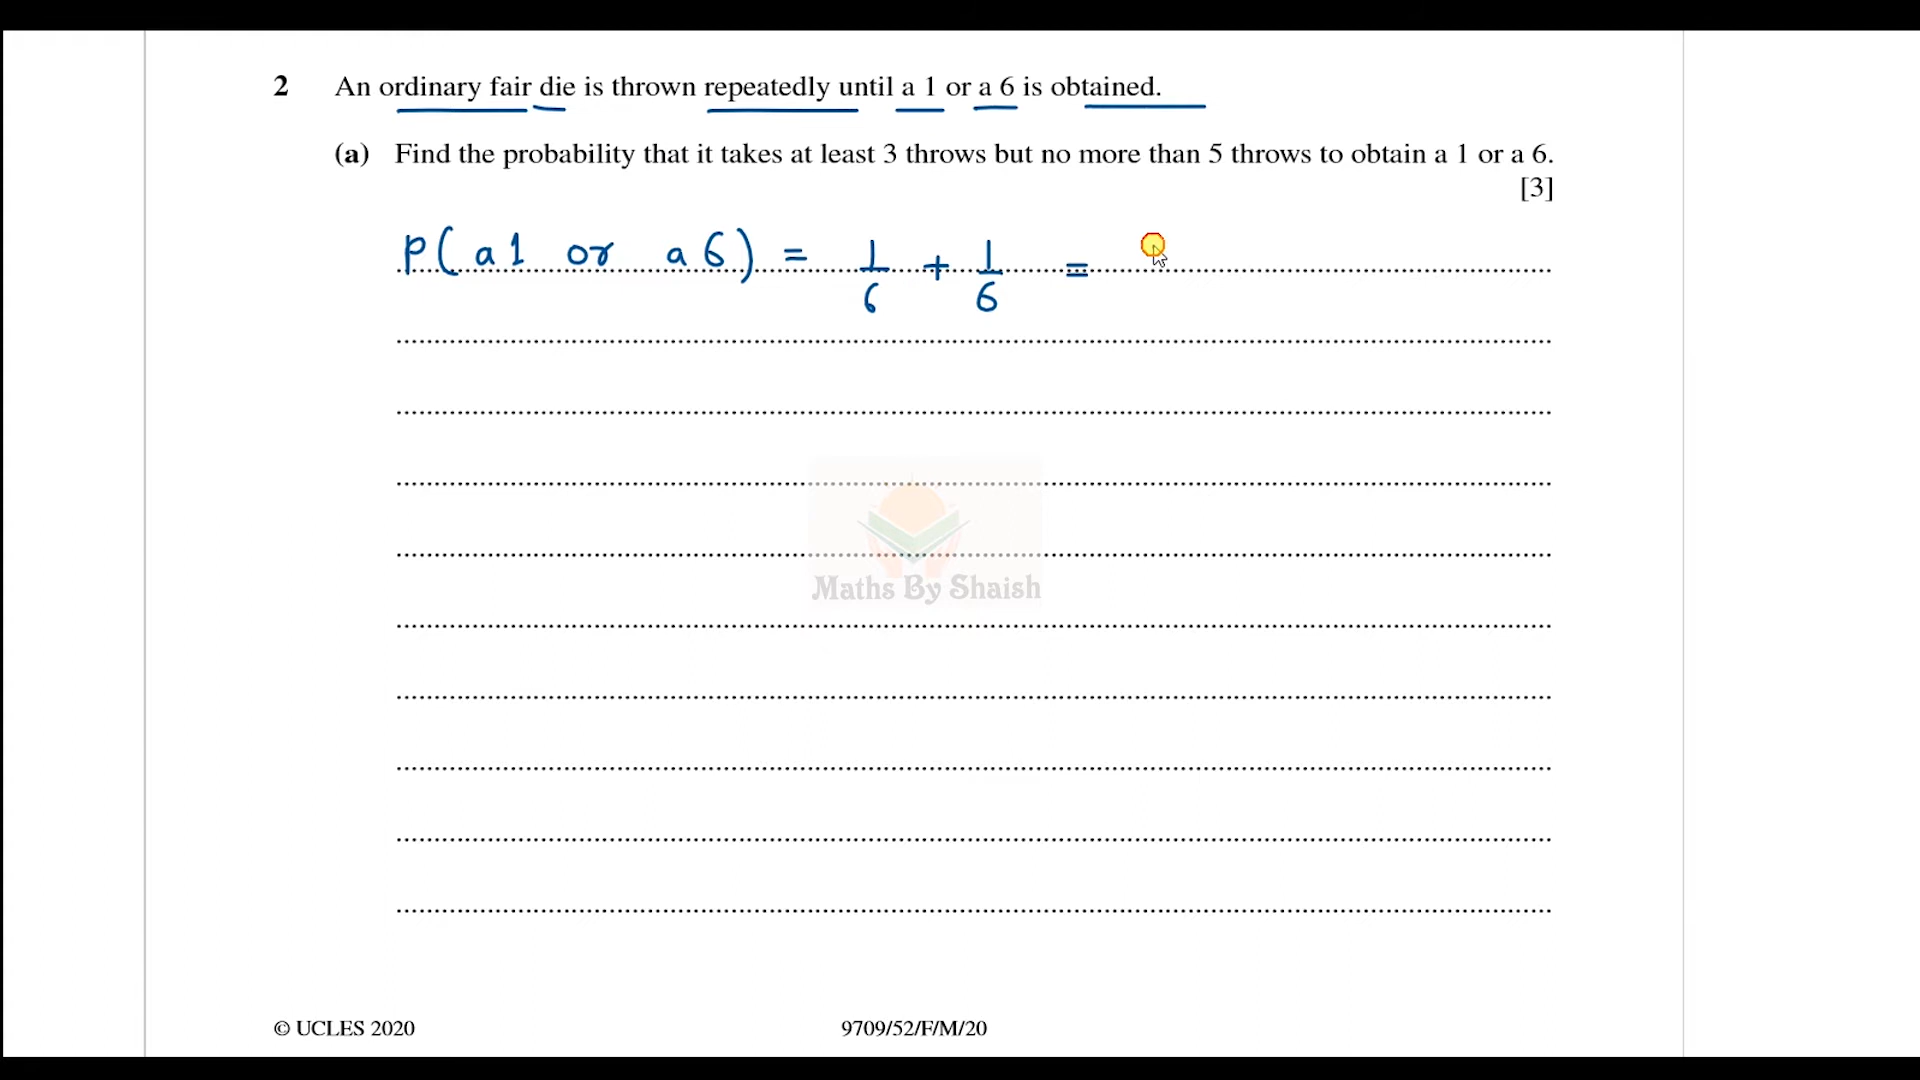 2 An ordinary fair die is thrown repeatedly until a 1 or a 6 is obtained.
(a) Find the probability that it takes at least 3 throws but no more than 5 throws to obtain a 1 or a 6.
[3]
P( a 1 or a 6) = 1/6 + 1/6 =
Maths By Shaish
© UCLES 2020 9709/52/F/M/20